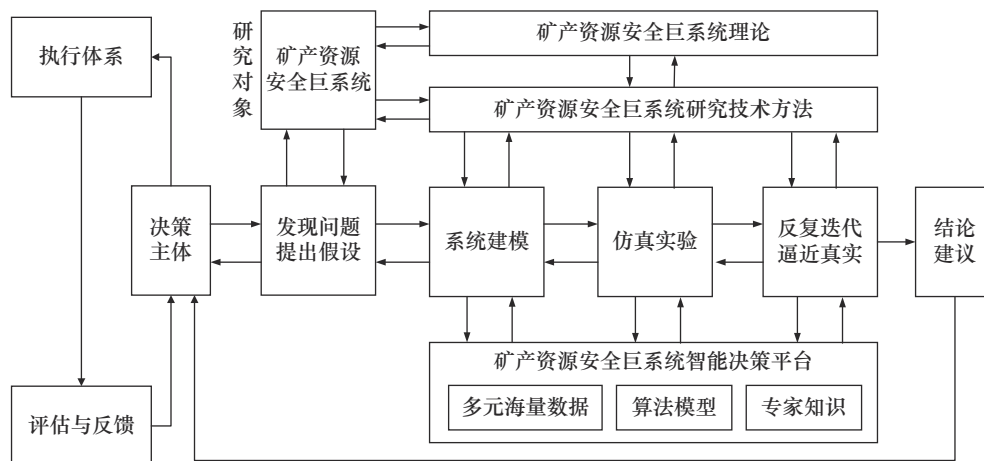 执行体系
研究对象
矿产资源
安全巨系统
矿产资源安全巨系统理论
矿产资源安全巨系统研究技术方法
决策
主体
发现问题
提出假设
系统建模
仿真实验
反复迭代
逼近真实
结论
建议
矿产资源安全巨系统智能决策平台
多元海量数据
算法模型
专家知识
评估与反馈